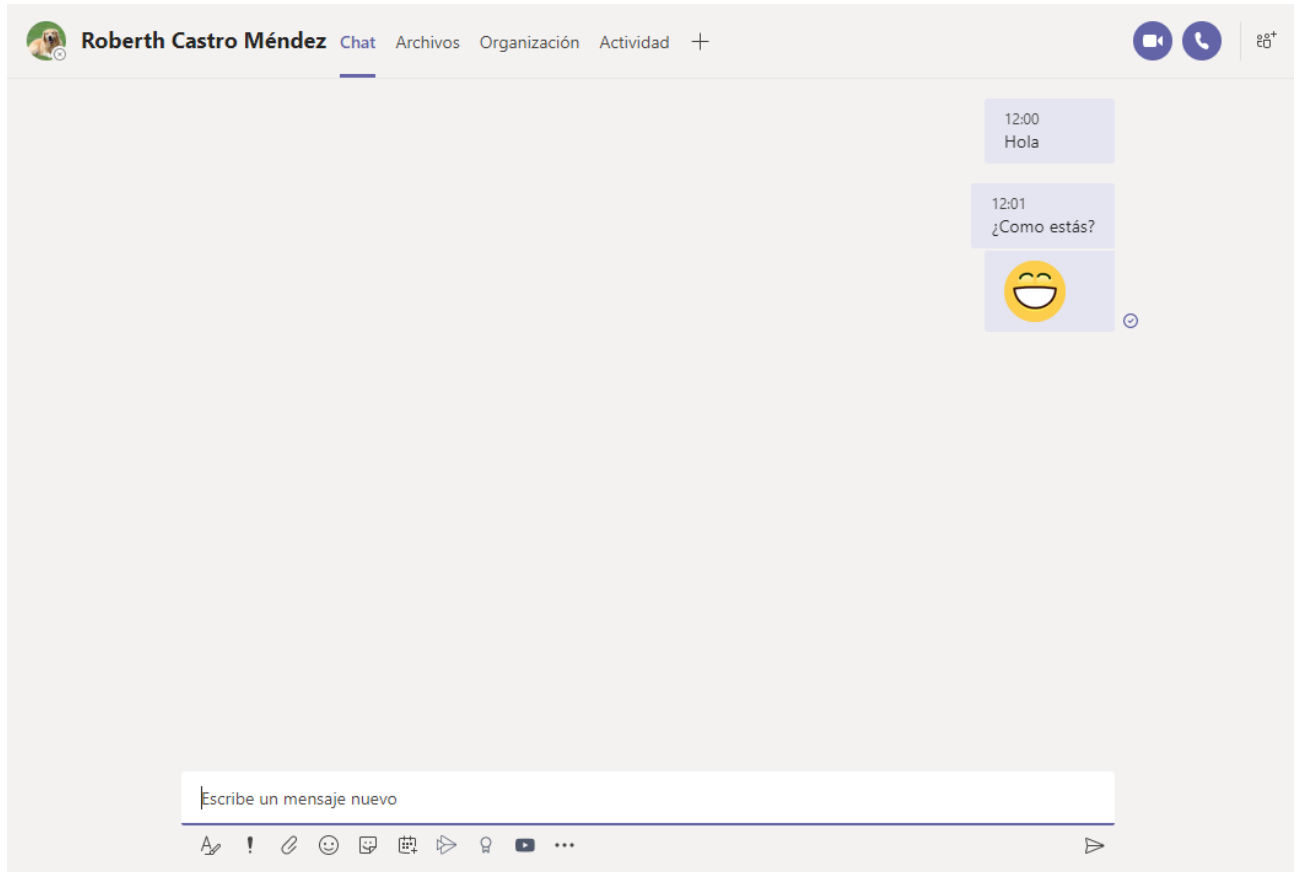 Roberth Castro Méndez Chat Archivos Organización Actividad
12:00
Hola
12:01
¿Como estás?
Escribe un mensaje nuevo